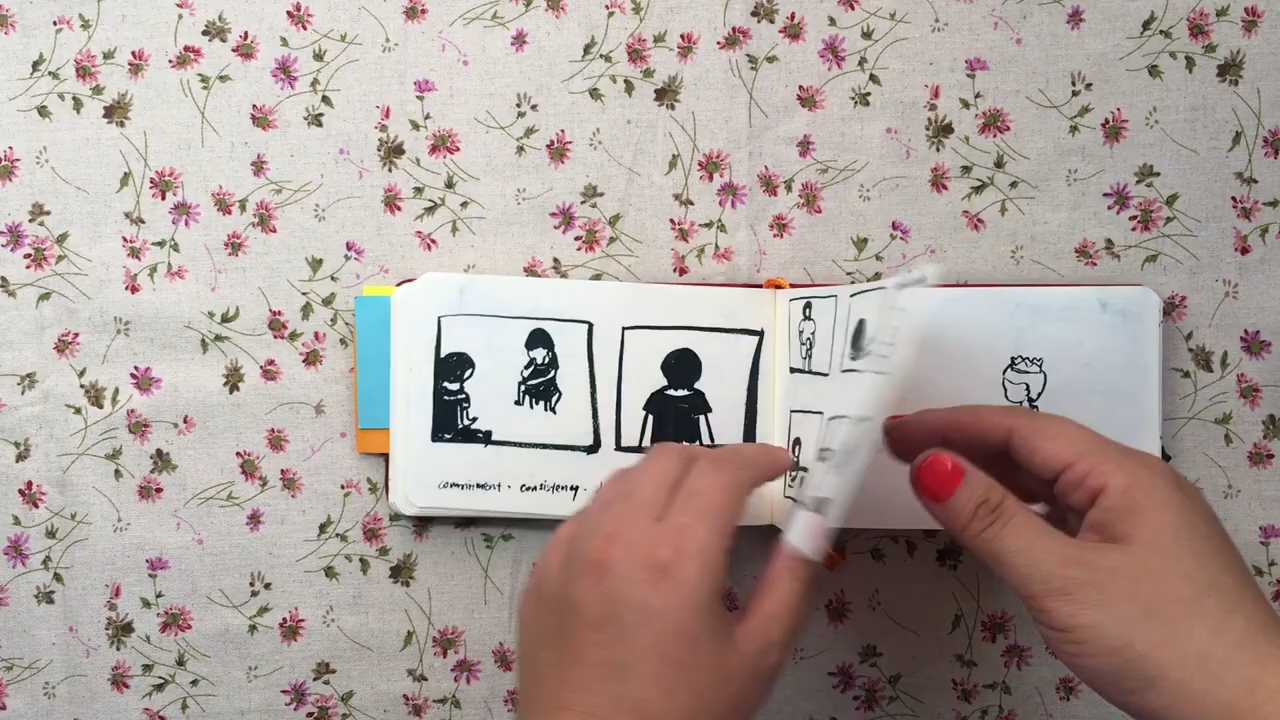 commitment · consistency ·